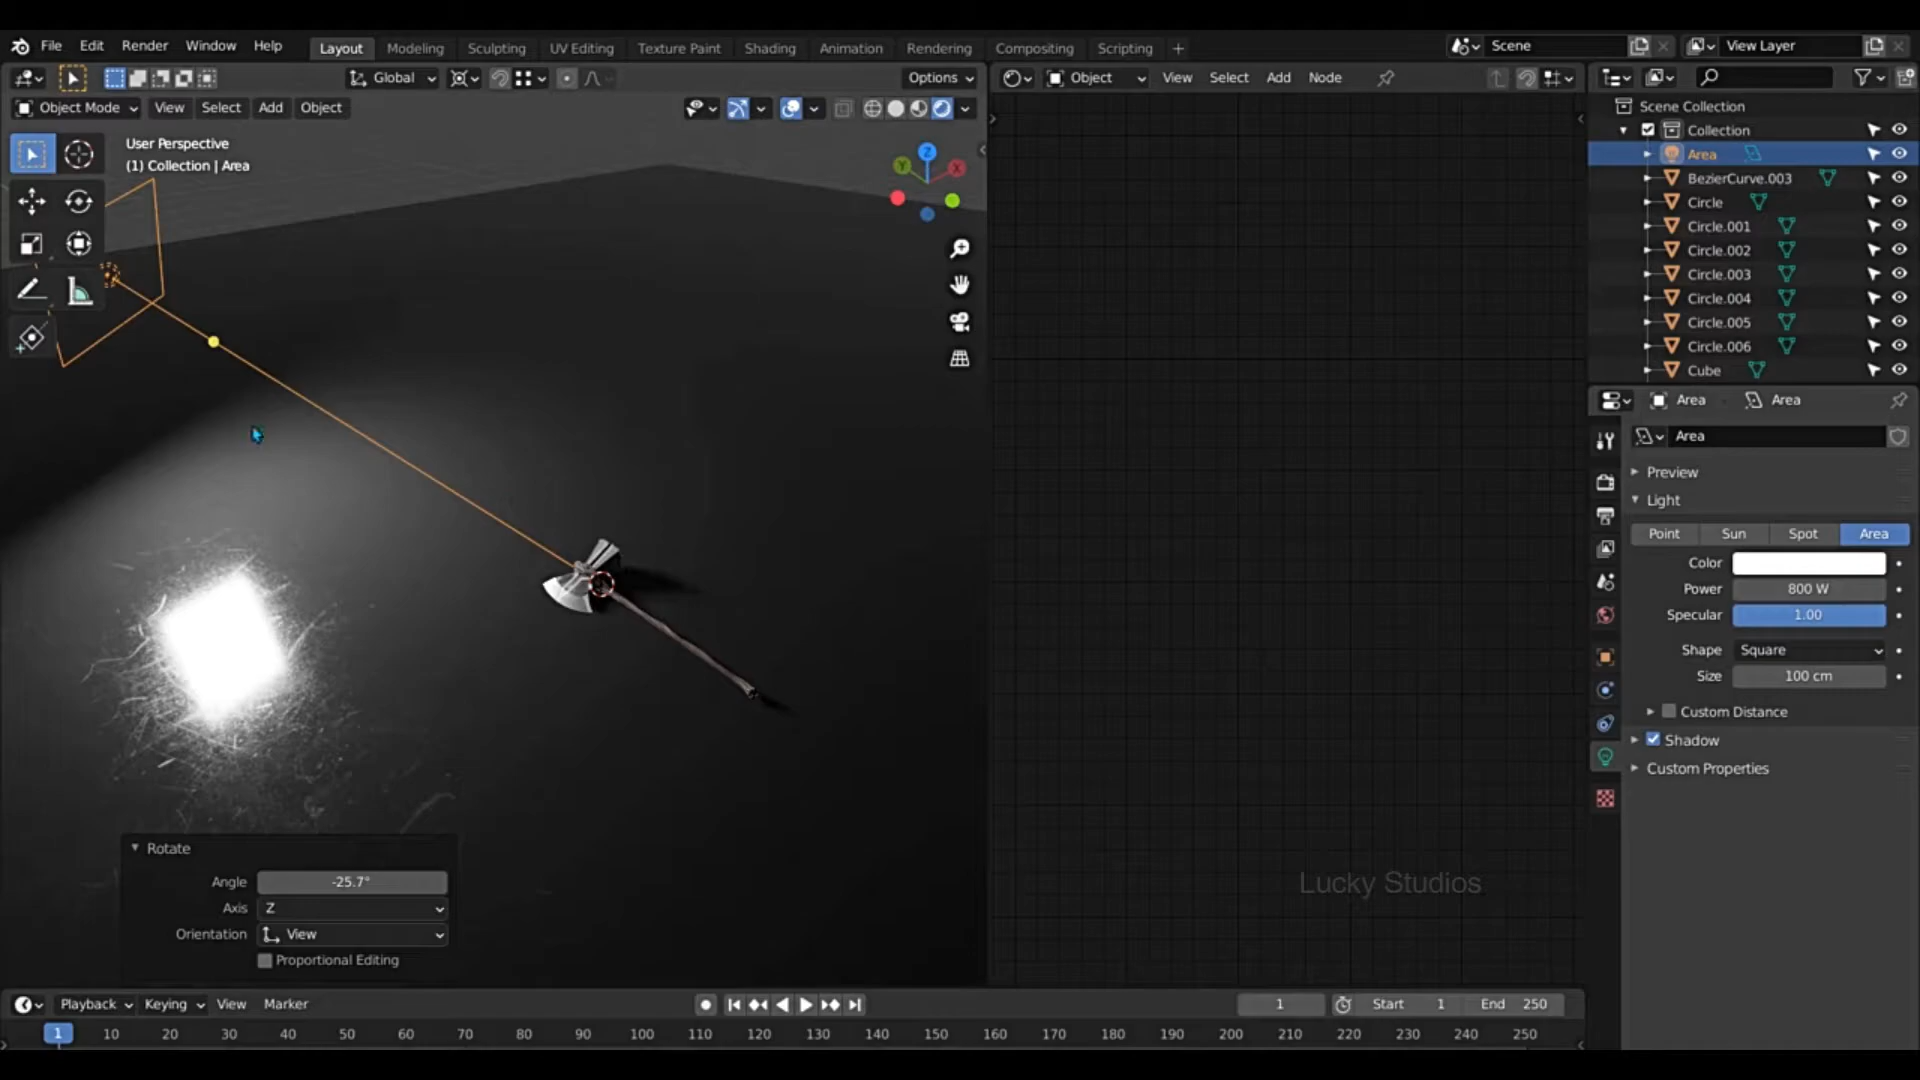 File Edit Render Window Help Layout Modeling Sculpting UV Editing Texture Paint Shading Animation Rendering Compositing Scripting + Scene View Layer
Global Options Object View Select Add Node
Object Mode View Select Add Object
User Perspective
(1) Collection | Area
Z
Y
X
Scene Collection
Collection
Area
BezierCurve.003
Circle
Circle.001
Circle.002
Circle.003
Circle.004
Circle.005
Circle.006
Cube
Area Area
Area
Preview
Light
Point Sun Spot Area
Color
Power 800 W
Specular 1.00
Shape Square
Size 100 cm
Custom Distance
Shadow
Custom Properties
Rotate
Angle -25.7°
Axis Z
Orientation View
Proportional Editing
Lucky Studios
Playback Keying View Marker 1 Start 1 End 250
1 10 20 30 40 50 60 70 80 90 100 110 120 130 140 150 160 170 180 190 200 210 220 230 240 250